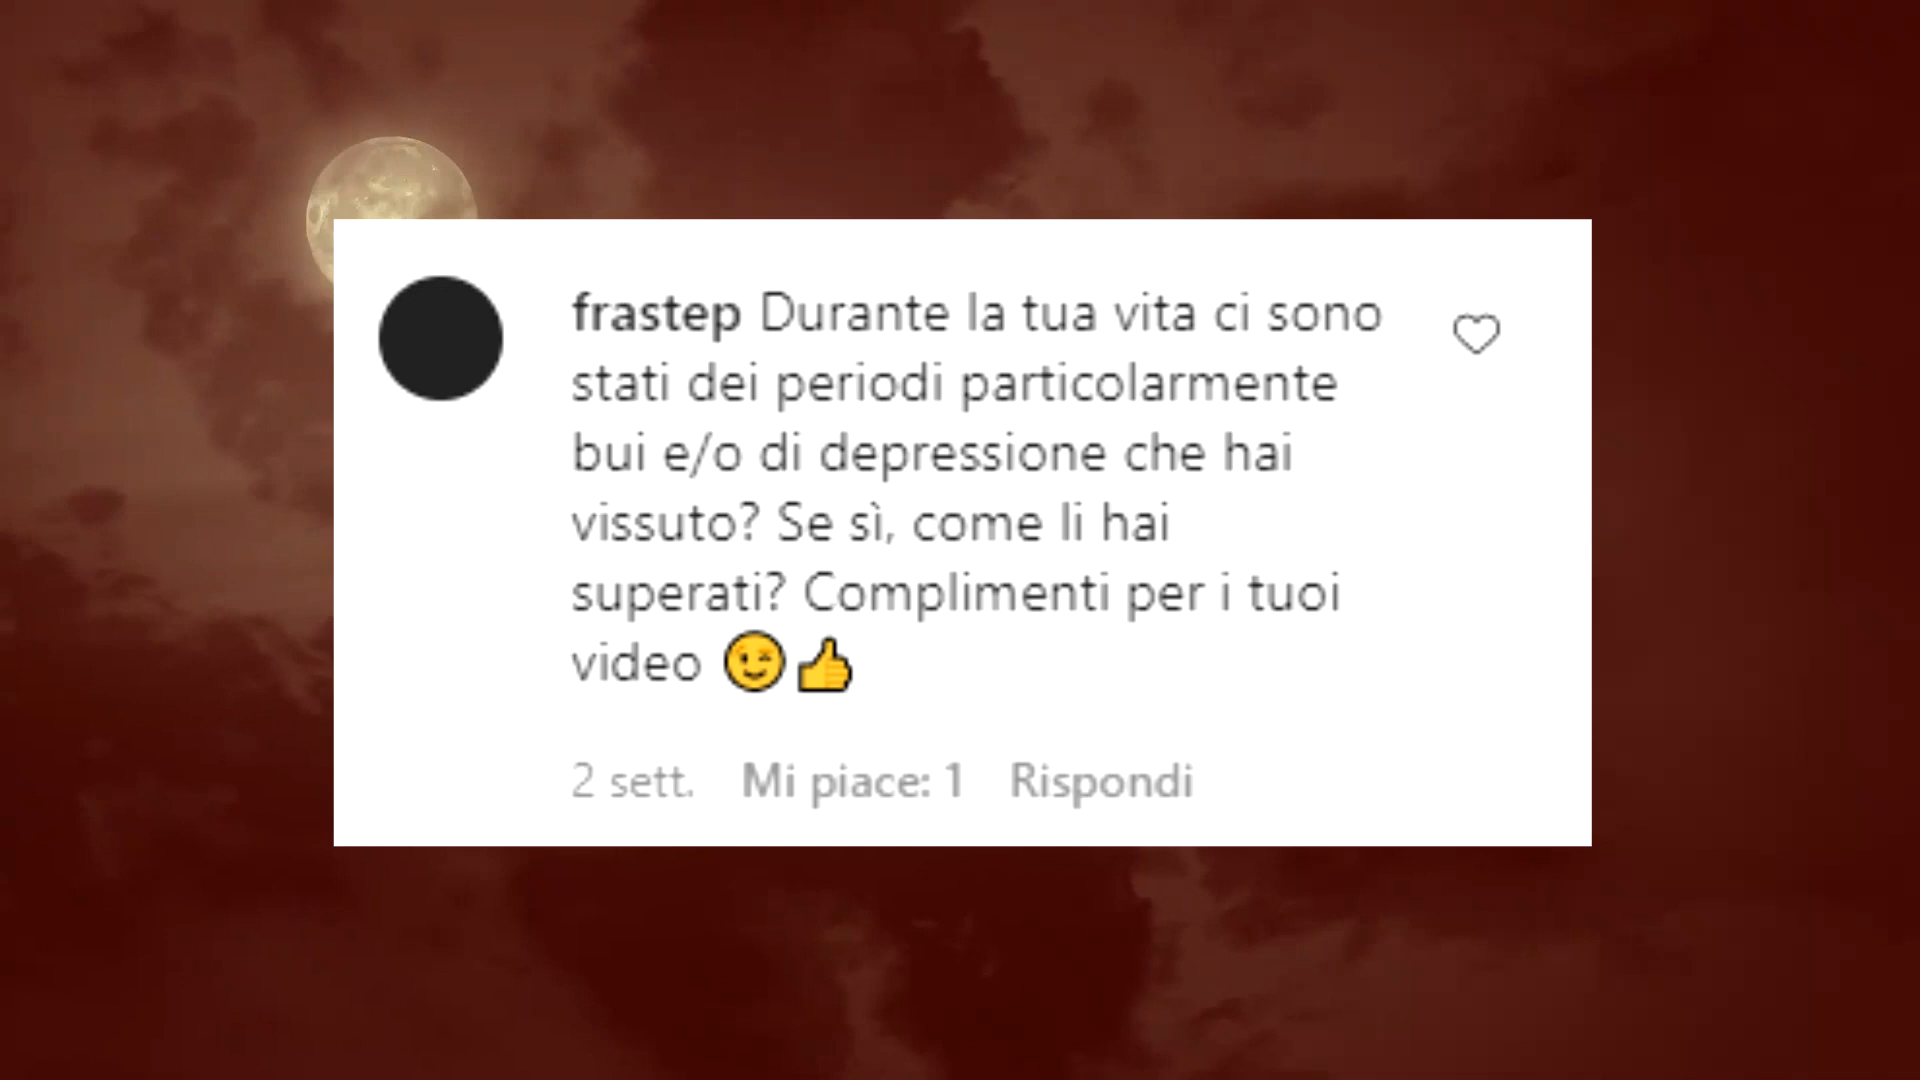 frastep Durante la tua vita ci sono
stati dei periodi particolarmente
bui e/o di depressione che hai
vissuto? Se sì, come li hai
superati? Complimenti per i tuoi
video 😉👍
2 sett. Mi piace: 1 Rispondi